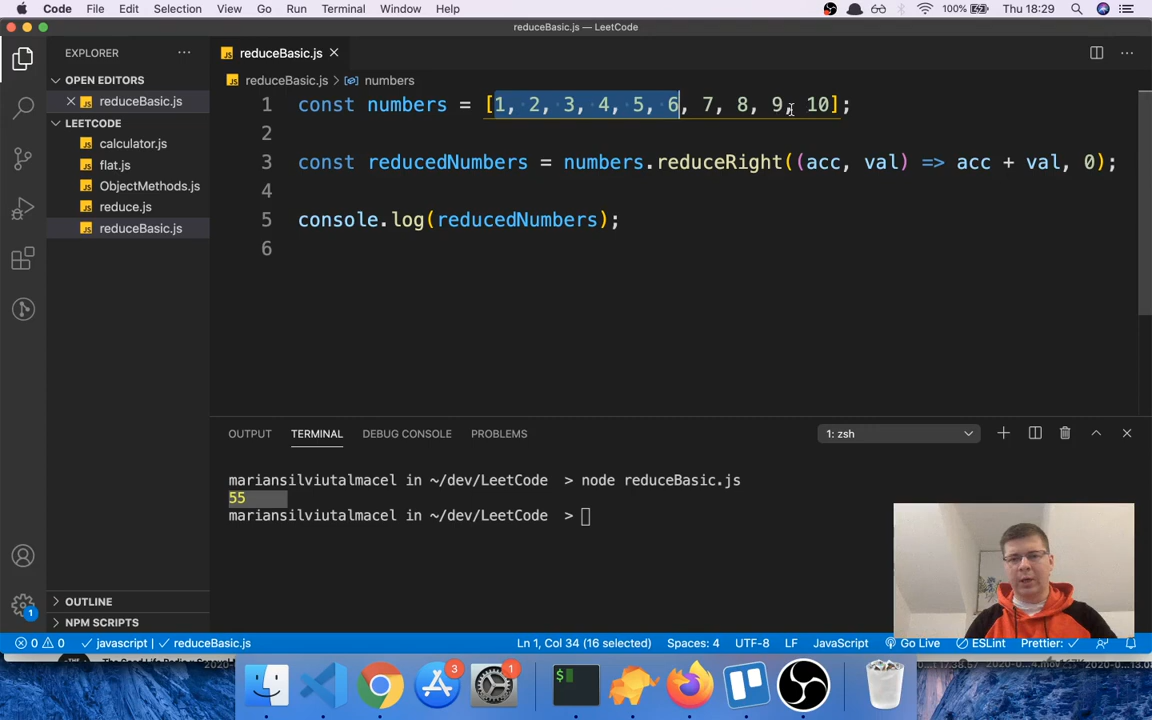 Code File Edit Selection View Go Run Terminal Window Help 100% Thu 18:29
reduceBasic.js — LeetCode
EXPLORER
OPEN EDITORS
reduceBasic.js
LEETCODE
calculator.js
flat.js
ObjectMethods.js
reduce.js
reduceBasic.js
OUTLINE
NPM SCRIPTS
reduceBasic.js
reduceBasic.js > numbers
1 const numbers = [1, 2, 3, 4, 5, 6, 7, 8, 9, 10];
2
3 const reducedNumbers = numbers.reduceRight((acc, val) => acc + val, 0);
4
5 console.log(reducedNumbers);
6
OUTPUT TERMINAL DEBUG CONSOLE PROBLEMS 1: zsh
mariansilviutalmacel in ~/dev/LeetCode > node reduceBasic.js
55
mariansilviutalmacel in ~/dev/LeetCode >
1
0 0 javascript | reduceBasic.js Ln 1, Col 34 (16 selected) Spaces: 4 UTF-8 LF JavaScript Go Live ESLint Prettier:
3 1